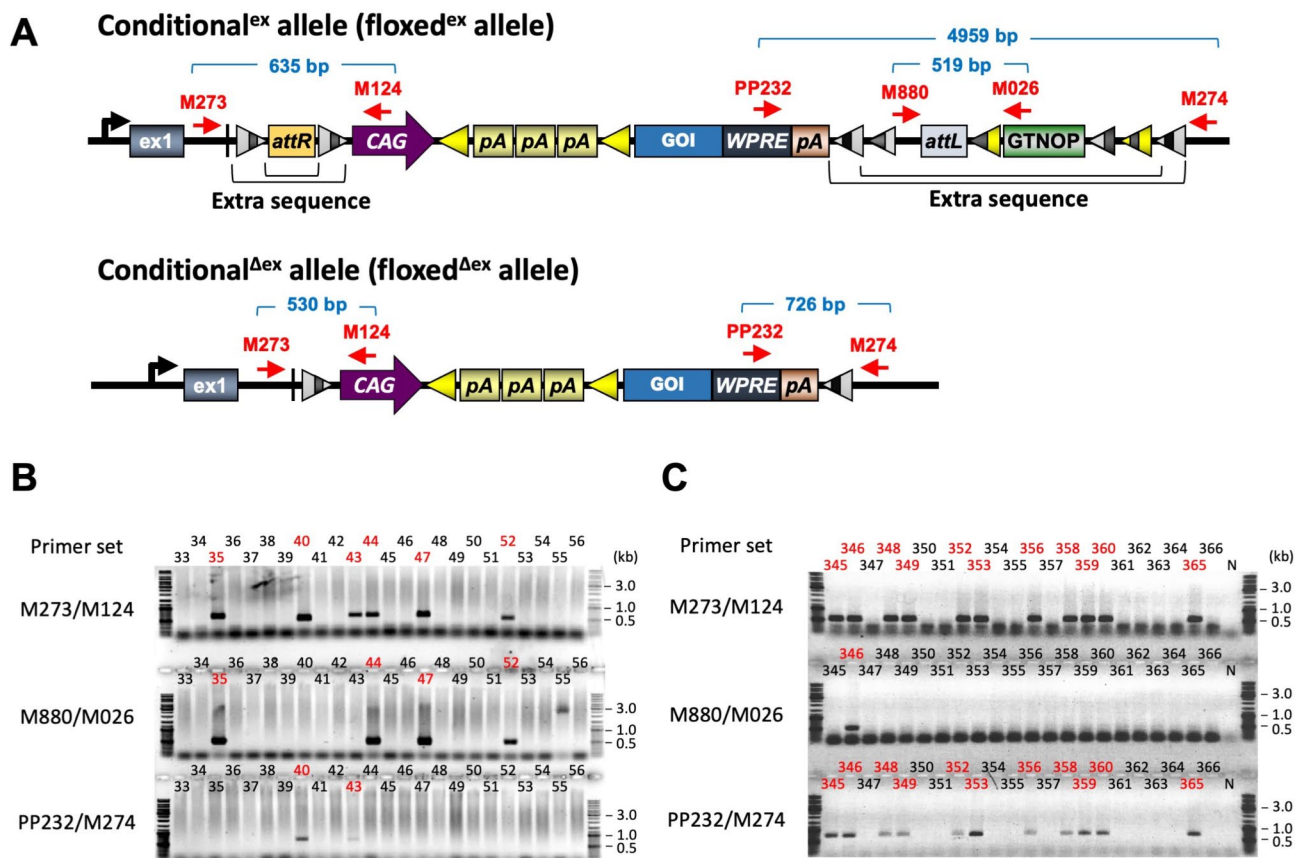 A
Conditionalᵉˣ allele (floxedᵉˣ allele)
4959 bp
635 bp
519 bp
M273
M124
PP232
M880
M026
M274
ex1
attR
CAG
pA
pA
pA
GOI
WPRE
pA
attL
GTNOP
Extra sequence
Extra sequence
Conditional^Δex allele (floxed^Δex allele)
530 bp
726 bp
M273
M124
PP232
M274
ex1
CAG
pA
pA
pA
GOI
WPRE
pA
B
Primer set
34 36 38 40 42 44 46 48 50 52 54 56
33 35 37 39 41 43 45 47 49 51 53 55
(kb)
M273/M124
3.0
1.0
0.5
34 36 38 40 42 44 46 48 50 52 54 56
33 35 37 39 41 43 45 47 49 51 53 55
M880/M026
3.0
1.0
0.5
34 36 38 40 42 44 46 48 50 52 54 56
33 35 37 39 41 43 45 47 49 51 53 55
PP232/M274
3.0
1.0
0.5
C
Primer set
346 348 350 352 354 356 358 360 362 364 366
345 347 349 351 353 355 357 359 361 363 365 N
(kb)
M273/M124
3.0
1.0
0.5
346 348 350 352 354 356 358 360 362 364 366
345 347 349 351 353 355 357 359 361 363 365 N
M880/M026
3.0
1.0
0.5
346 348 350 352 354 356 358 360 362 364 366
345 347 349 351 353 355 357 359 361 363 365 N
PP232/M274
3.0
1.0
0.5